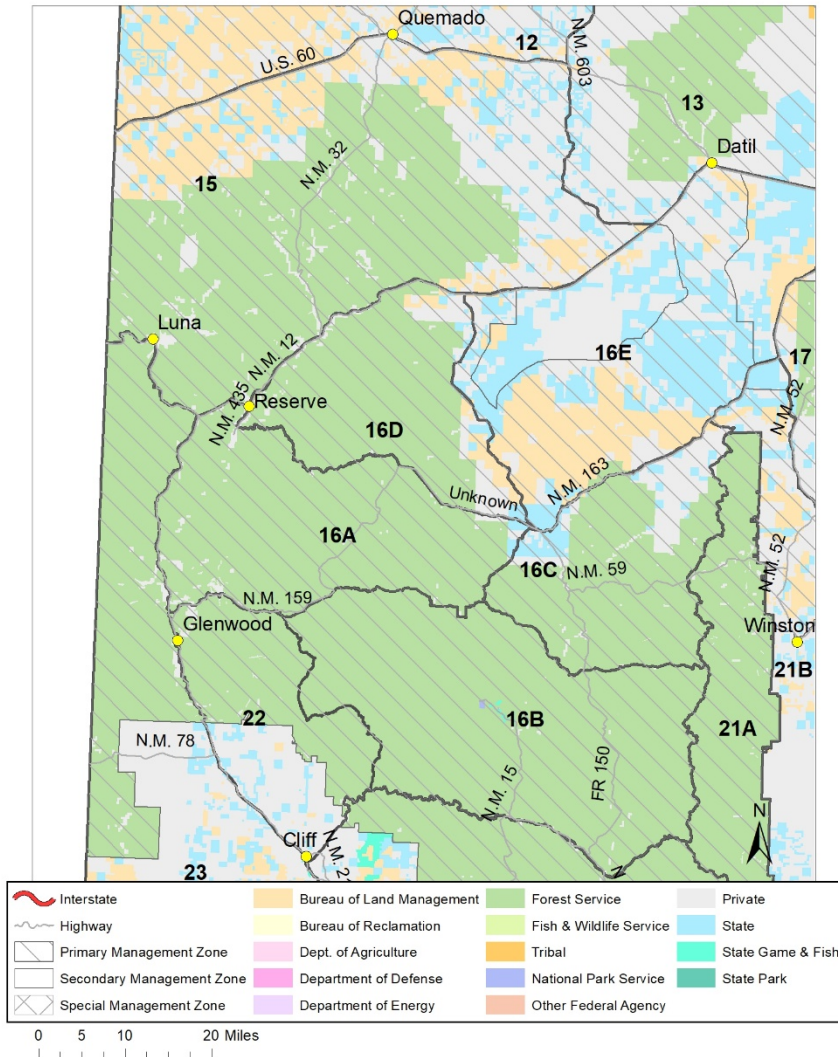 Quemado
U.S. 60
12
N.M. 603
13
Datil
N.M. 32
15
Luna
N.M. 12
16E
17
N.M. 52
N.M. 435
Reserve
16D
N.M. 163
Unknown
16A
16C
N.M. 59
N.M. 52
N.M. 159
Glenwood
Winston
21B
22
16B
21A
N.M. 78
N.M. 15
FR 150
N
Cliff
N.M. 2
23
N
Interstate
Highway
Primary Management Zone
Secondary Management Zone
Special Management Zone
Bureau of Land Management
Bureau of Reclamation
Dept. of Agriculture
Department of Defense
Department of Energy
Forest Service
Fish & Wildlife Service
Tribal
National Park Service
Other Federal Agency
Private
State
State Game & Fish
State Park
0 5 10 20 Miles